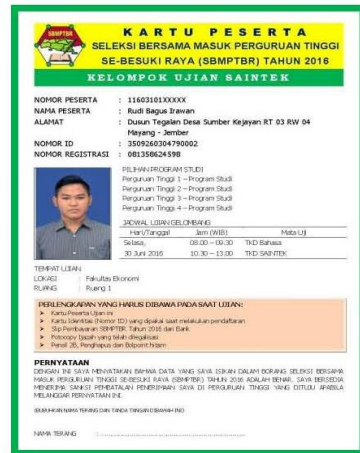 SBMPTBR
KARTU PESERTA
SELEKSI BERSAMA MASUK PERGURUAN TINGGI
SE-BESUKI RAYA (SBMPTBR) TAHUN 2016
KELOMPOK UJIAN SAINTEK
NOMOR PESERTA : 11603101XXXXX
NAMA PESERTA : Rudi Bagus Irawan
ALAMAT : Dusun Tegalan Desa Sumber Kejayan RT 03 RW 04
Mayang - Jember
NOMOR ID : 3509260304790002
NOMOR REGISTRASI : 081358624598
PILIHAN PROGRAM STUDI
Perguruan Tinggi 1 – Program Studi
Perguruan Tinggi 2 – Program Studi
Perguruan Tinggi 3 – Program Studi
Perguruan Tinggi 4 – Program Studi
JADWAL UJIAN GELOMBANG
Hari/Tanggal Jam (WIB) Mata Uji
Selasa, 08.00 – 09.30 TKD Bahasa
30 Juni 2016 10.30 – 13.00 TKD SAINTEK
TEMPAT UJIAN
LOKASI : Fakultas Ekonomi
RUANG : Ruang 1
PERLENGKAPAN YANG HARUS DIBAWA PADA SAAT UJIAN:
Kartu Peserta Ujian ini
Kartu Identitas (Nomor ID) yang dipakai saat melakukan pendaftaran
Slip Pembayaran SBMPTBR Tahun 2016 dari Bank
Fotocopy Ijazah yang telah dilegalisasi
Pensil 2B, Penghapus dan Bolpoint hitam
PERNYATAAN
DENGAN INI SAYA MENYATAKAN BAHWA DATA YANG SAYA ISIKAN DALAM BORANG SELEKSI BERSAMA
MASUK PERGURUAN TINGGI SE-BESUKI RAYA (SBMPTBR) TAHUN 2016 ADALAH BENAR. SAYA BERSEDIA
MENERIMA SANKSI PEMBATALAN PENERIMAAN SAYA DI PERGURUAN TINGGI YANG DITUJU APABILA
MELANGGAR PERNYATAAN INI.
(BUBUHKAN NAMA TERANG DAN TANDA TANGAN DIBAWAH INI)
NAMA TERANG :